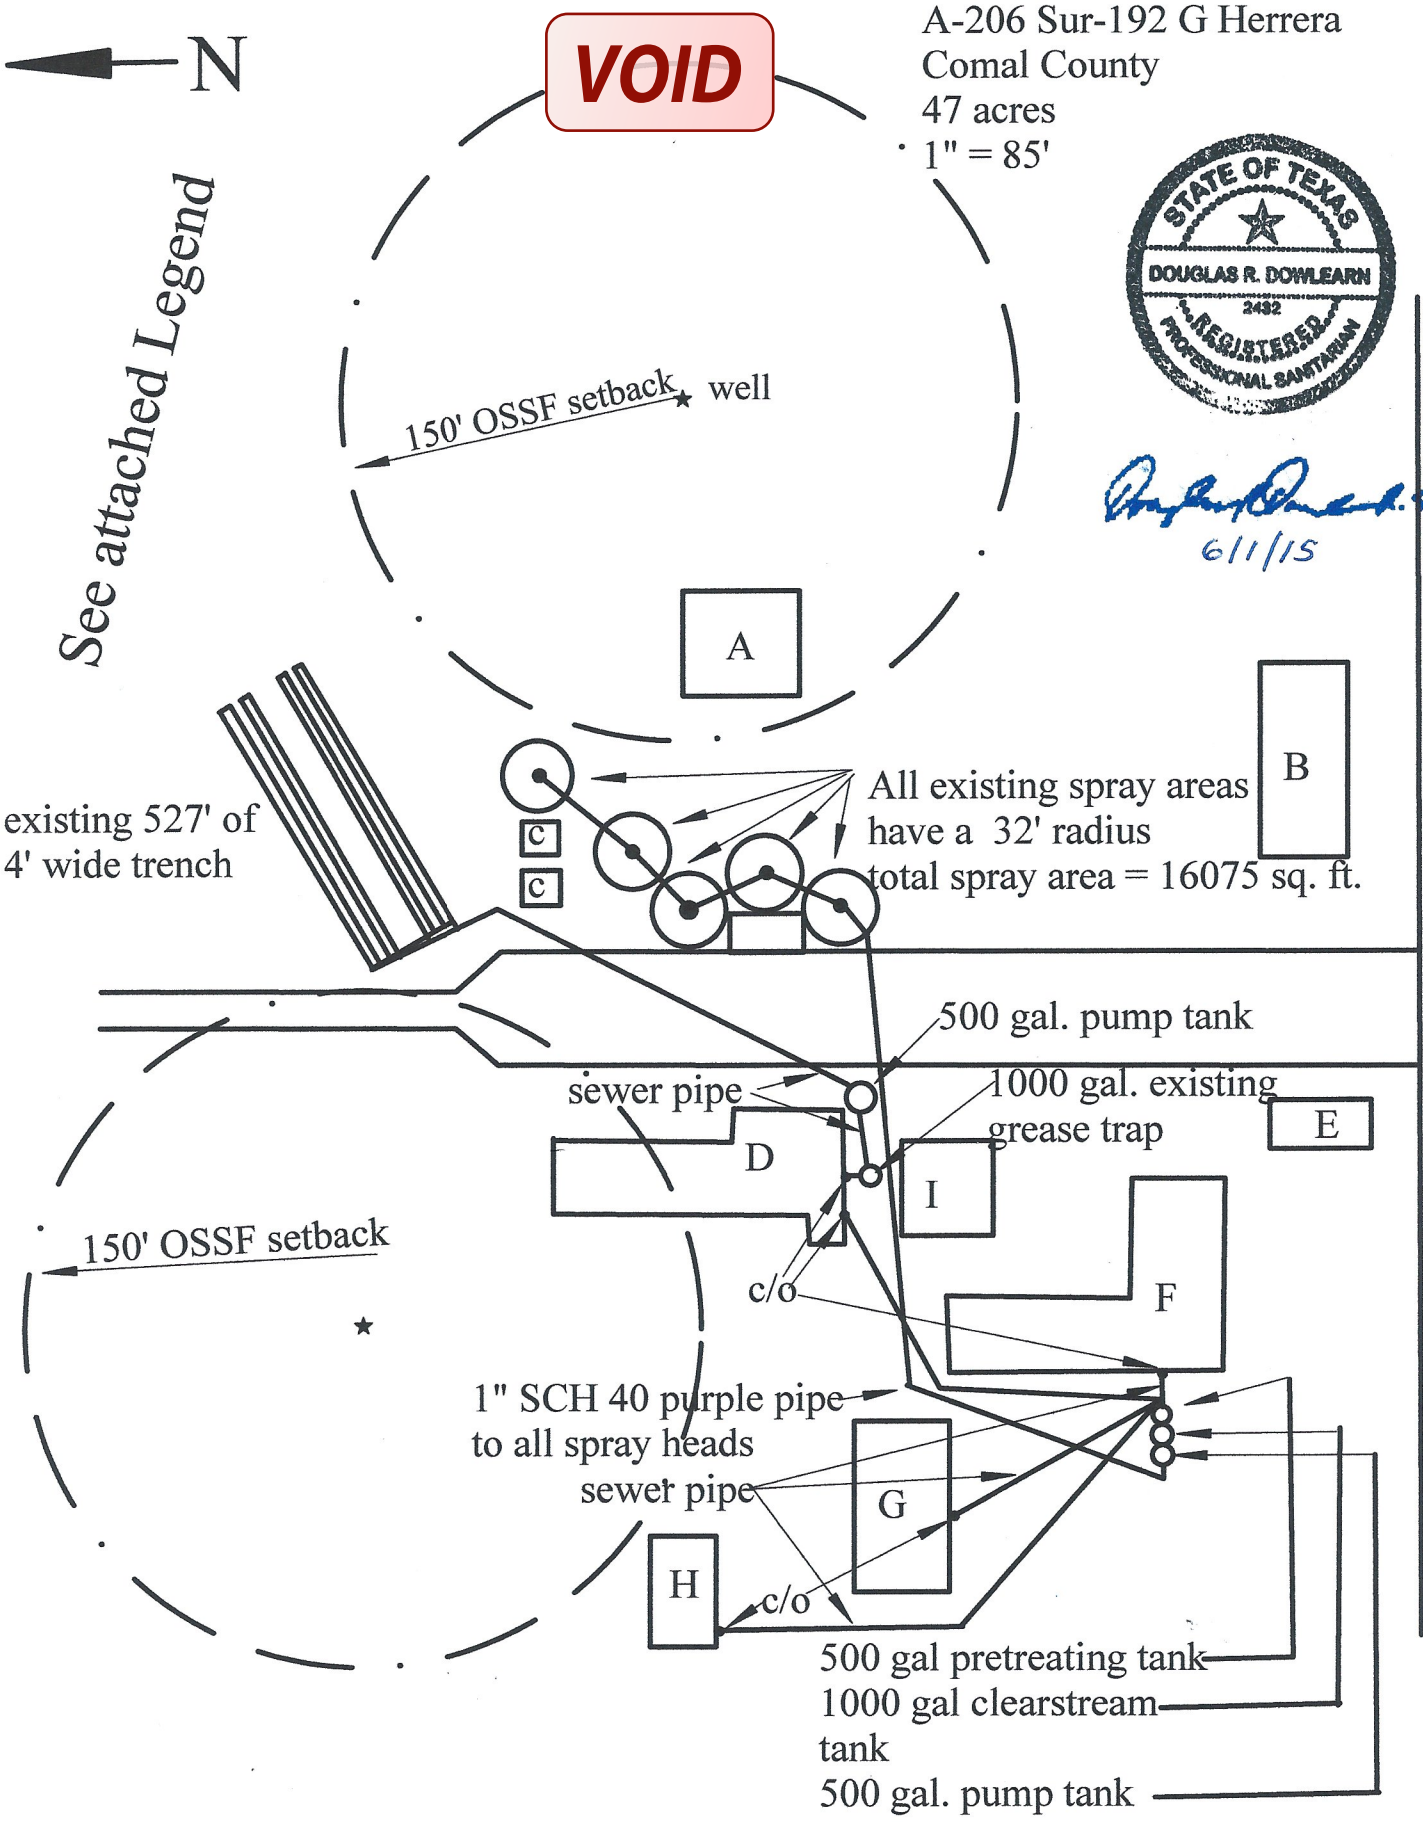 N
VOID
A-206 Sur-192 G Herrera
Comal County
47 acres
1" = 85'
STATE OF TEXAS
DOUGLAS R. DOWLEARN
2432
REGISTERED
PROFESSIONAL SANITARIAN
6/1/15
See attached Legend
150' OSSF setback
well
A
B
existing 527' of
4' wide trench
All existing spray areas
have a 32' radius
total spray area = 16075 sq. ft.
c
c
500 gal. pump tank
sewer pipe
1000 gal. existing
grease trap
D
E
I
150' OSSF setback
c/o
F
1" SCH 40 purple pipe
to all spray heads
sewer pipe
G
H
c/o
500 gal pretreating tank
1000 gal clearstream
tank
500 gal. pump tank